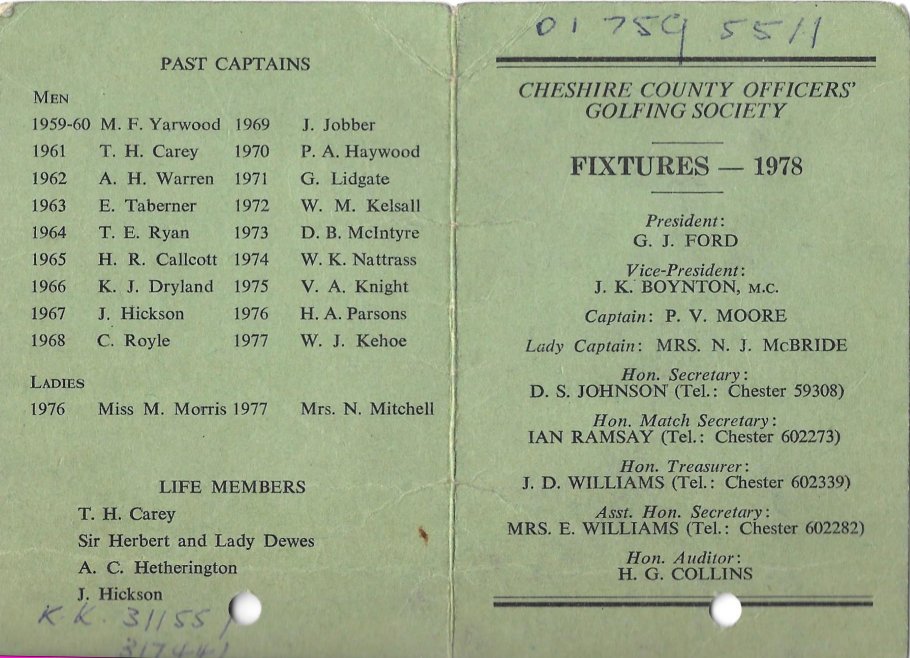 PAST CAPTAINS
MEN
1959-60 M. F. Yarwood 1969 J. Jobber
1961 T. H. Carey 1970 P. A. Haywood
1962 A. H. Warren 1971 G. Lidgate
1963 E. Taberner 1972 W. M. Kelsall
1964 T. E. Ryan 1973 D. B. McIntyre
1965 H. R. Callcott 1974 W. K. Nattrass
1966 K. J. Dryland 1975 V. A. Knight
1967 J. Hickson 1976 H. A. Parsons
1968 C. Royle 1977 W. J. Kehoe
LADIES
1976 Miss M. Morris 1977 Mrs. N. Mitchell
LIFE MEMBERS
T. H. Carey
Sir Herbert and Lady Dewes
A. C. Hetherington
J. Hickson
K. K. 31155
317441
01 759 5511
CHESHIRE COUNTY OFFICERS'
GOLFING SOCIETY
FIXTURES — 1978
President:
G. J. FORD
Vice-President:
J. K. BOYNTON, M.C.
Captain: P. V. MOORE
Lady Captain: MRS. N. J. McBRIDE
Hon. Secretary:
D. S. JOHNSON (Tel.: Chester 59308)
Hon. Match Secretary:
IAN RAMSAY (Tel.: Chester 602273)
Hon. Treasurer:
J. D. WILLIAMS (Tel.: Chester 602339)
Asst. Hon. Secretary:
MRS. E. WILLIAMS (Tel.: Chester 602282)
Hon. Auditor:
H. G. COLLINS